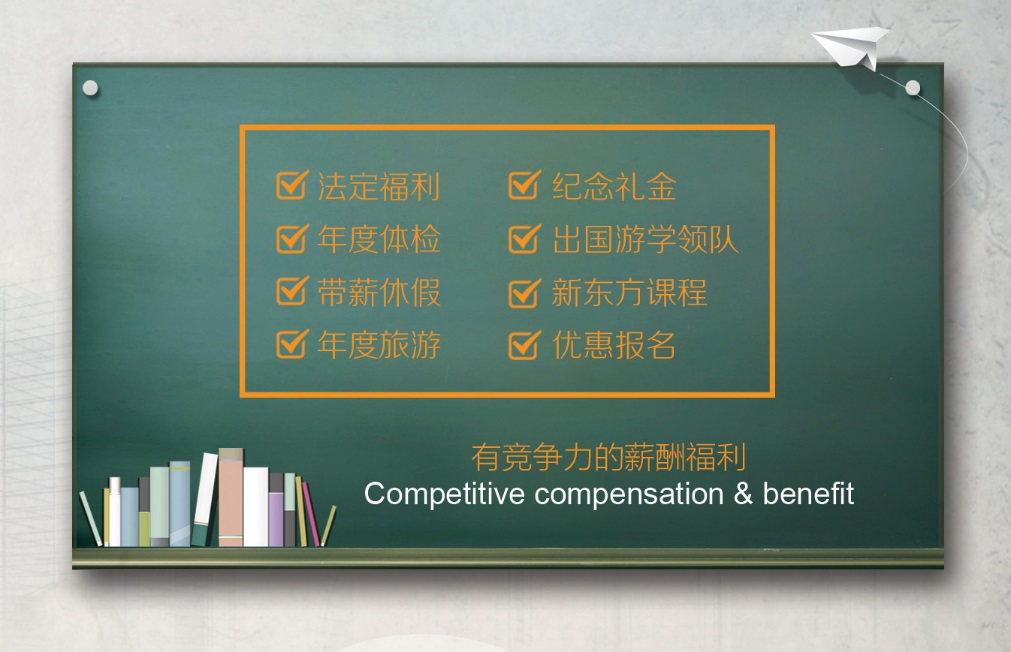 法定福利
年度体检
带薪休假
年度旅游
纪念礼金
出国游学领队
新东方课程
优惠报名
有竞争力的薪酬福利
Competitive compensation & benefit